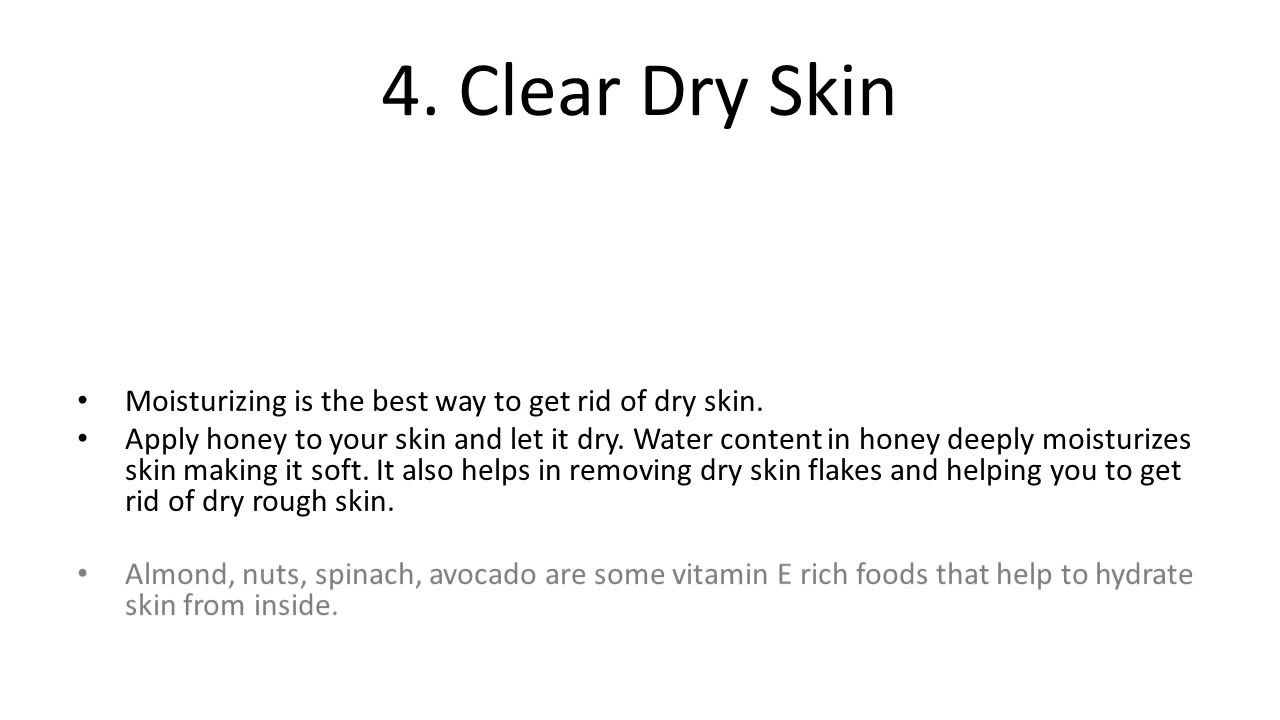 4. Clear Dry Skin
• Moisturizing is the best way to get rid of dry skin.
• Apply honey to your skin and let it dry. Water content in honey deeply moisturizes
skin making it soft. It also helps in removing dry skin flakes and helping you to get
rid of dry rough skin.
• Almond, nuts, spinach, avocado are some vitamin E rich foods that help to hydrate
skin from inside.